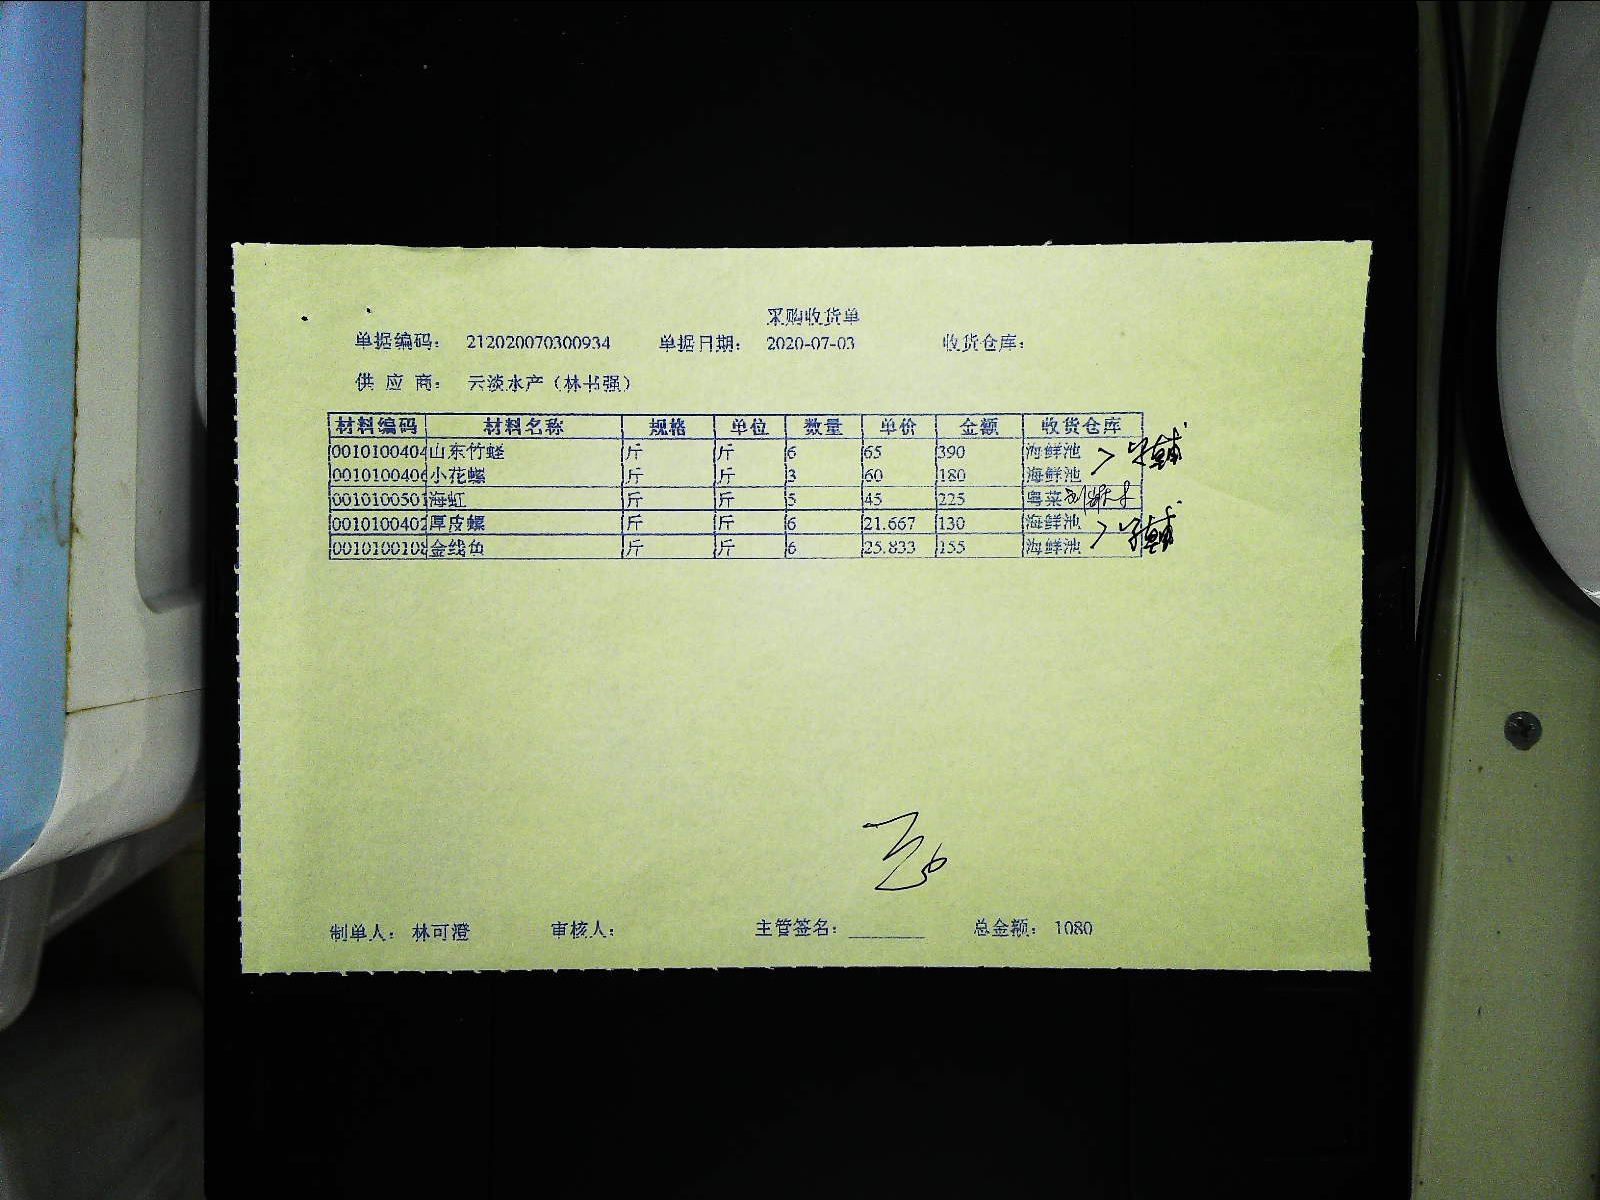 采购收货单
单据编码： 212020070300934 单据日期： 2020-07-03 收货仓库：
供 应 商： 云淡水产（林书强）
材料编码 材料名称 规格 单位 数量 单价 金额 收货仓库
0010100404 山东竹蛏 斤 斤 6 65 390 海鲜池
0010100406 小花螺 斤 斤 3 60 180 海鲜池
0010100501 海虹 斤 斤 5 45 225 粤菜
0010100402 厚皮螺 斤 斤 6 21.667 130 海鲜池
0010100108 金线鱼 斤 斤 6 25.833 155 海鲜池
制单人： 林可澄 审核人： 主管签名： 总金额： 1080